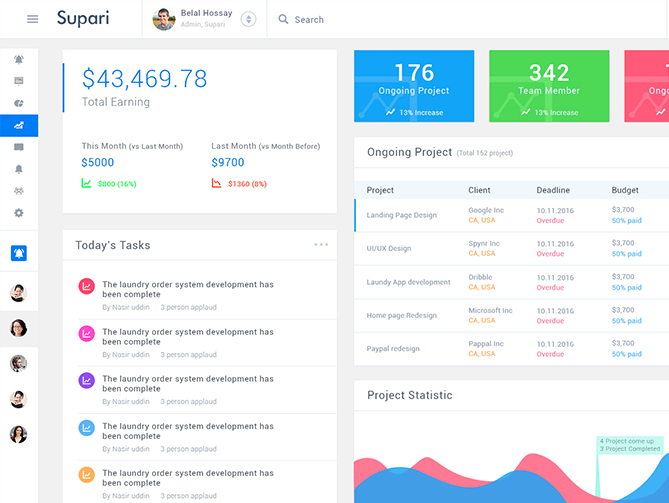 Supari
Belal Hossay
Admin, Supari
Search
$43,469.78
Total Earning
This Month (vs Last Month)
$5000
$800 (16%)
Last Month (vs Month Before)
$9700
$1360 (8%)
176
Ongoing Project
13% Increase
342
Team Member
13% Increase
Ongoing Project (Total 152 project)
Project Client Deadline Budget
Landing Page Design Google Inc 10.11.2016 $3,700
CA, USA Overdue 50% paid
UI/UX Design Spynr Inc 10.11.2016 $3,700
CA, USA Overdue 50% paid
Laundy App development Dribble 10.11.2016 $3,700
CA, USA Overdue 50% paid
Home page Redesign Microsoft Inc 10.11.2016 $3,700
CA, USA Overdue 50% paid
Paypal redesign Pappal Inc 10.11.2016 $3,700
CA, USA Overdue 50% paid
Today's Tasks
The laundry order system development has
been complete
By Nasir uddin 3 person applaud
The laundry order system development has
been complete
By Nasir uddin 3 person applaud
The laundry order system development has
been complete
By Nasir uddin 3 person applaud
The laundry order system development has
been complete
By Nasir uddin 3 person applaud
The laundry order system development has
been complete
By Nasir uddin 3 person applaud
Project Statistic
4 Project come up
3 Project Completed